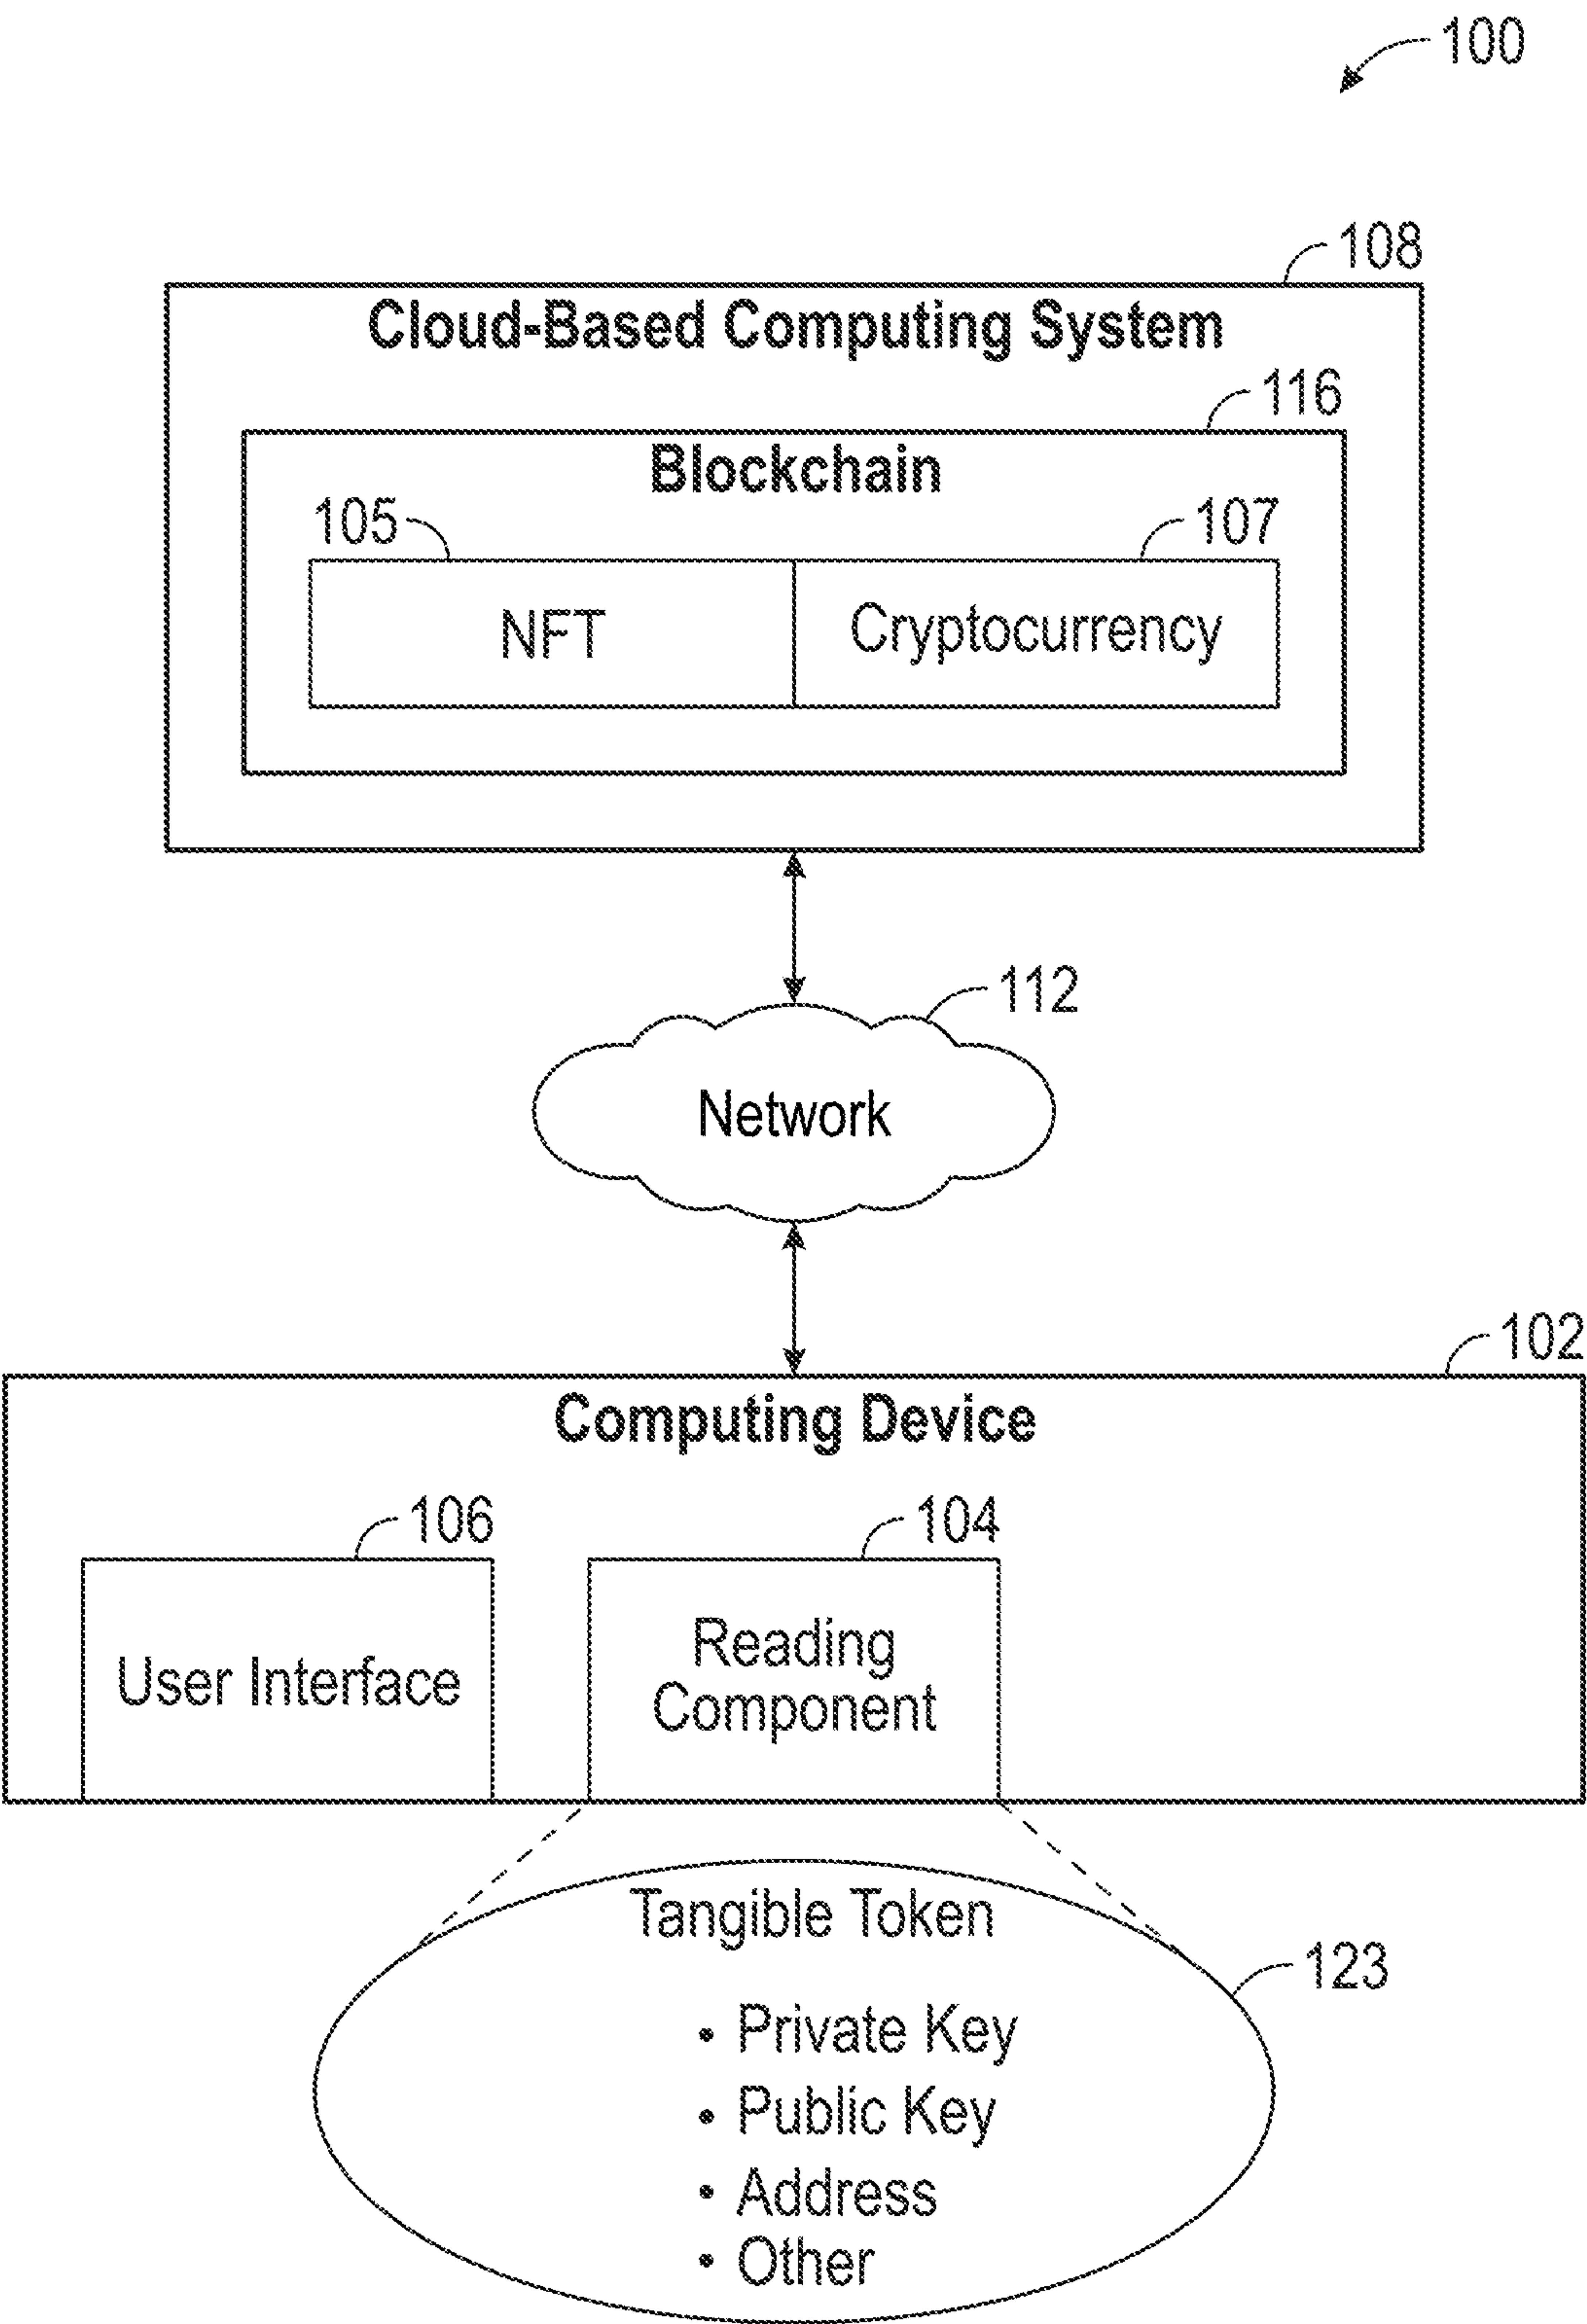 100
108
Cloud-Based Computing System
116
Blockchain
105
107
NFT
Cryptocurrency
112
Network
102
Computing Device
106
104
User Interface
Reading
Component
Tangible Token
123
• Private Key
• Public Key
• Address
• Other